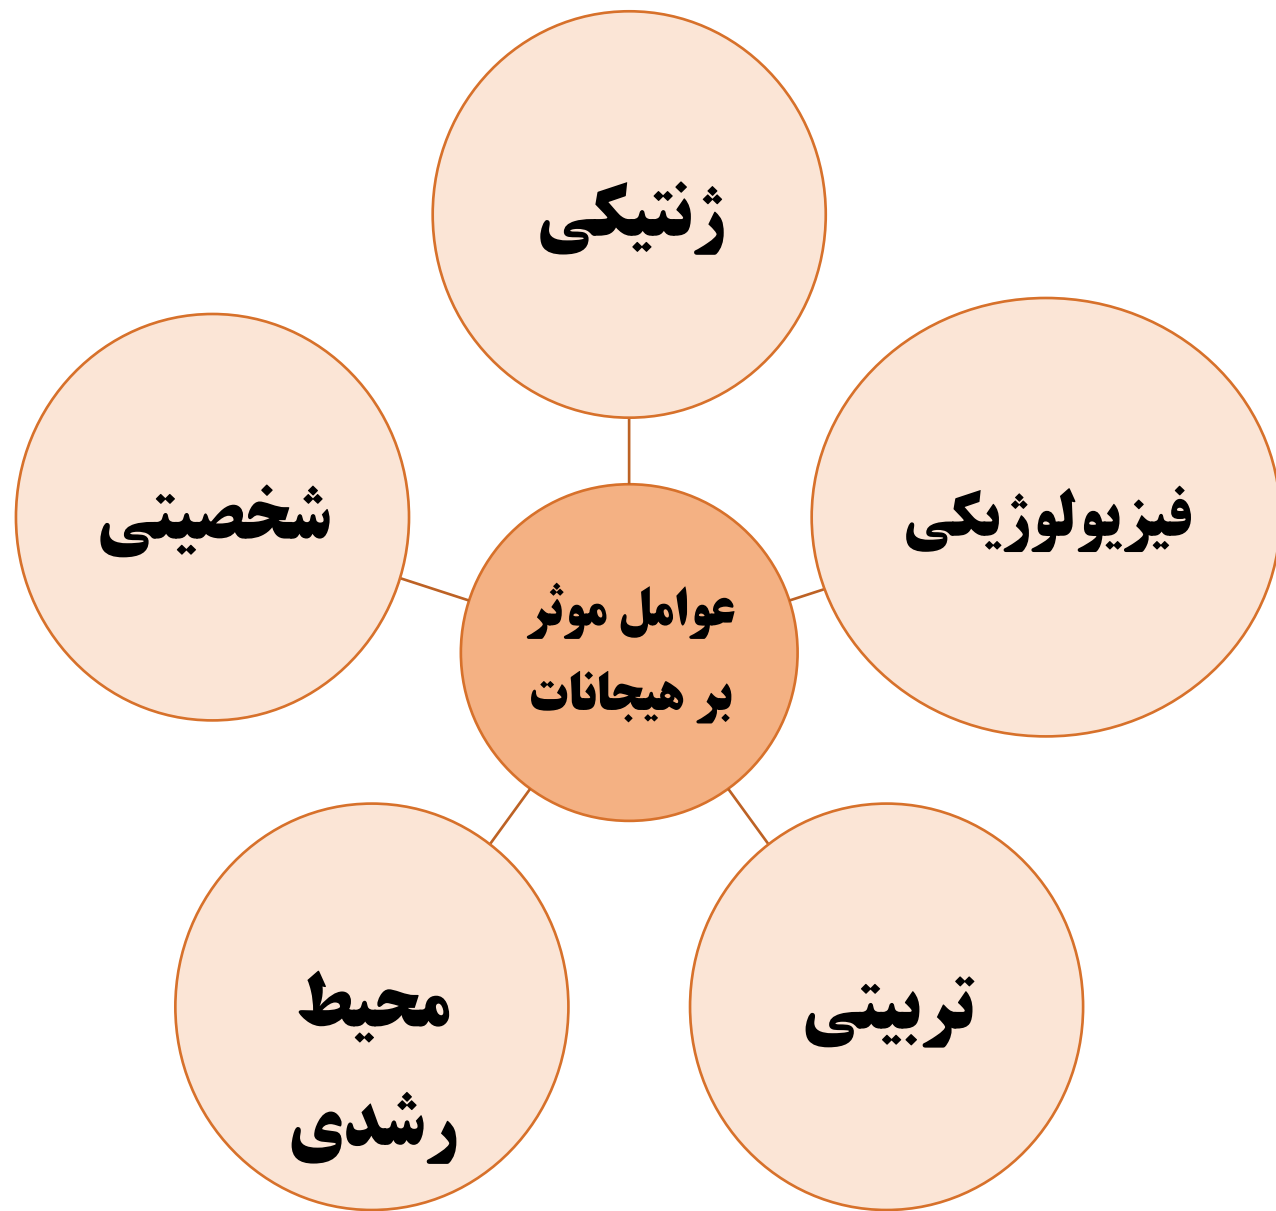 ژنتیکی
فیزیولوژیکی
شخصیتی
عوامل موثر
بر هیجانات
تربیتی
محیط
رشدی